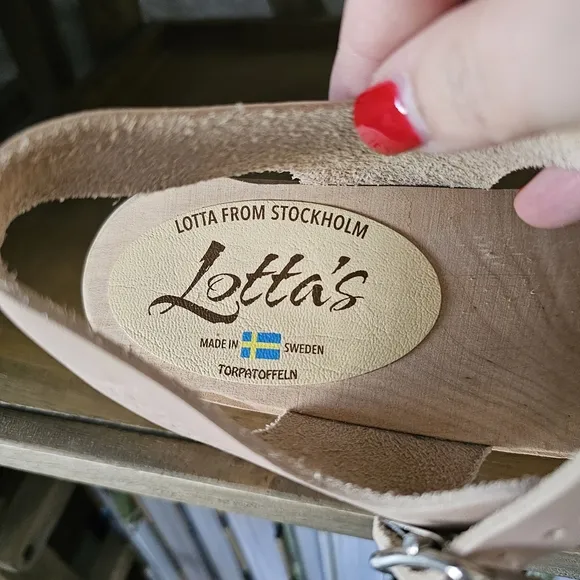 LOTTA FROM STOCKHOLM
Lotta's
MADE IN SWEDEN
TORPATOFFELN